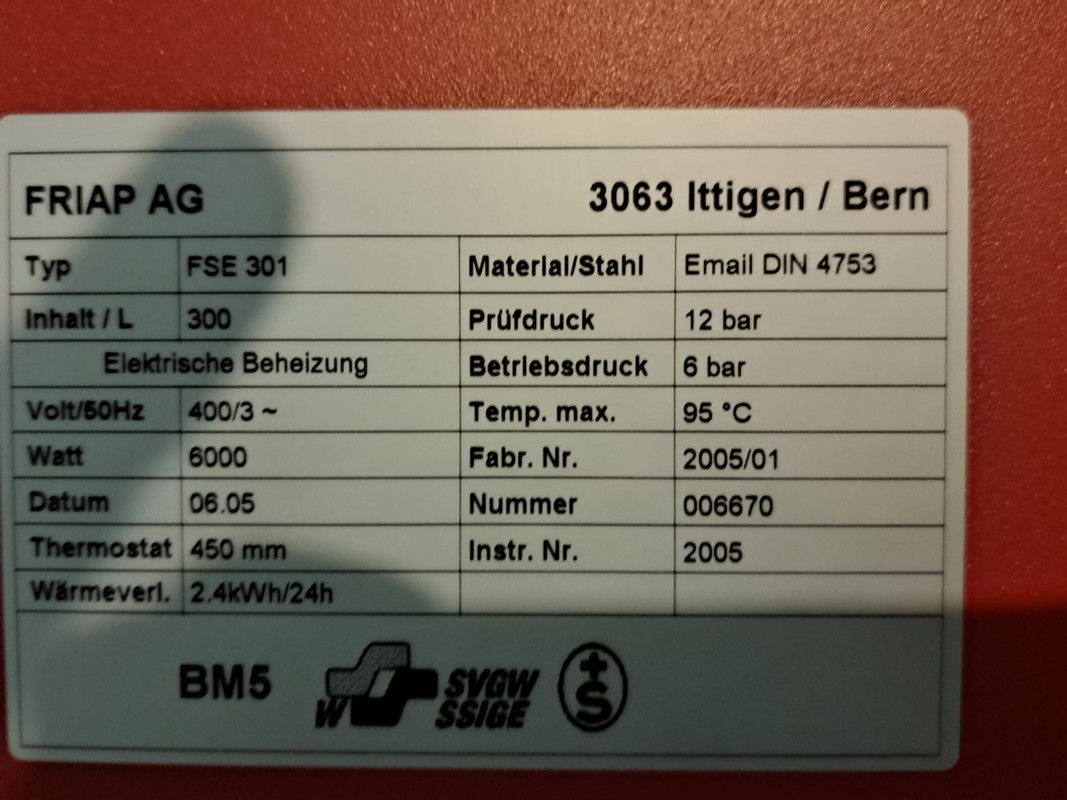 FRIAP AG 3063 Ittigen / Bern
Typ FSE 301 Material/Stahl Email DIN 4753
Inhalt / L 300 Prüfdruck 12 bar
Elektrische Beheizung Betriebsdruck 6 bar
Volt/50Hz 400/3 ~ Temp. max. 95 °C
Watt 6000 Fabr. Nr. 2005/01
Datum 06.05 Nummer 006670
Thermostat 450 mm Instr. Nr. 2005
Wärmeverl. 2.4kWh/24h
BM5 W SVGW +S
SSIGE